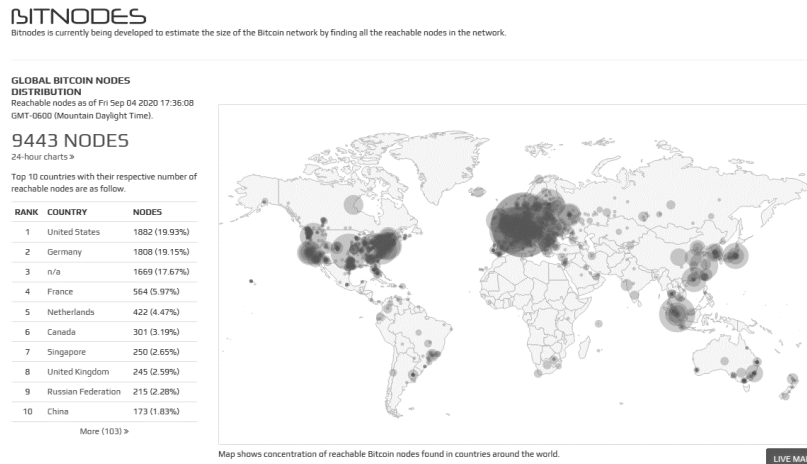 BITNODES
Bitnodes is currently being developed to estimate the size of the Bitcoin network by finding all the reachable nodes in the network.
GLOBAL BITCOIN NODES
DISTRIBUTION
Reachable nodes as of Fri Sep 04 2020 17:36:08
GMT-0600 (Mountain Daylight Time).
9443 NODES
24-hour charts »
Top 10 countries with their respective number of
reachable nodes are as follow.
RANK COUNTRY NODES
1 United States 1882 (19.93%)
2 Germany 1808 (19.15%)
3 n/a 1669 (17.67%)
4 France 564 (5.97%)
5 Netherlands 422 (4.47%)
6 Canada 301 (3.19%)
7 Singapore 250 (2.65%)
8 United Kingdom 245 (2.59%)
9 Russian Federation 215 (2.28%)
10 China 173 (1.83%)
More (103) »
Map shows concentration of reachable Bitcoin nodes found in countries around the world.
LIVE MA